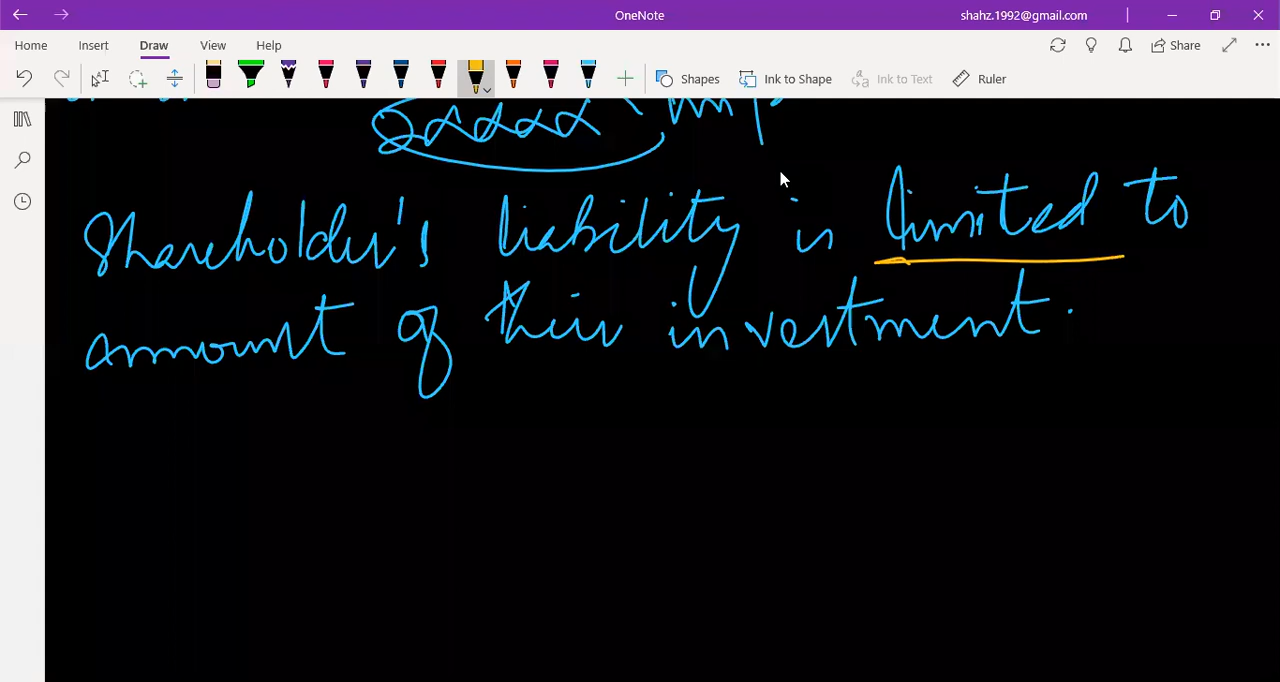 OneNote
shahz.1992@gmail.com
Home Insert Draw View Help
Share
Shapes Ink to Shape Ink to Text Ruler
Shareholder's liability is limited to
amount of their investment.